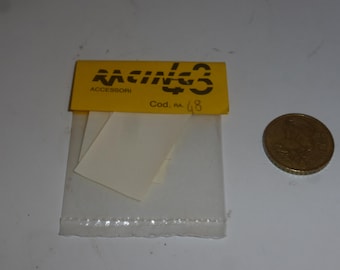 RACING43
ACCESSORI
Cod. RA. 48